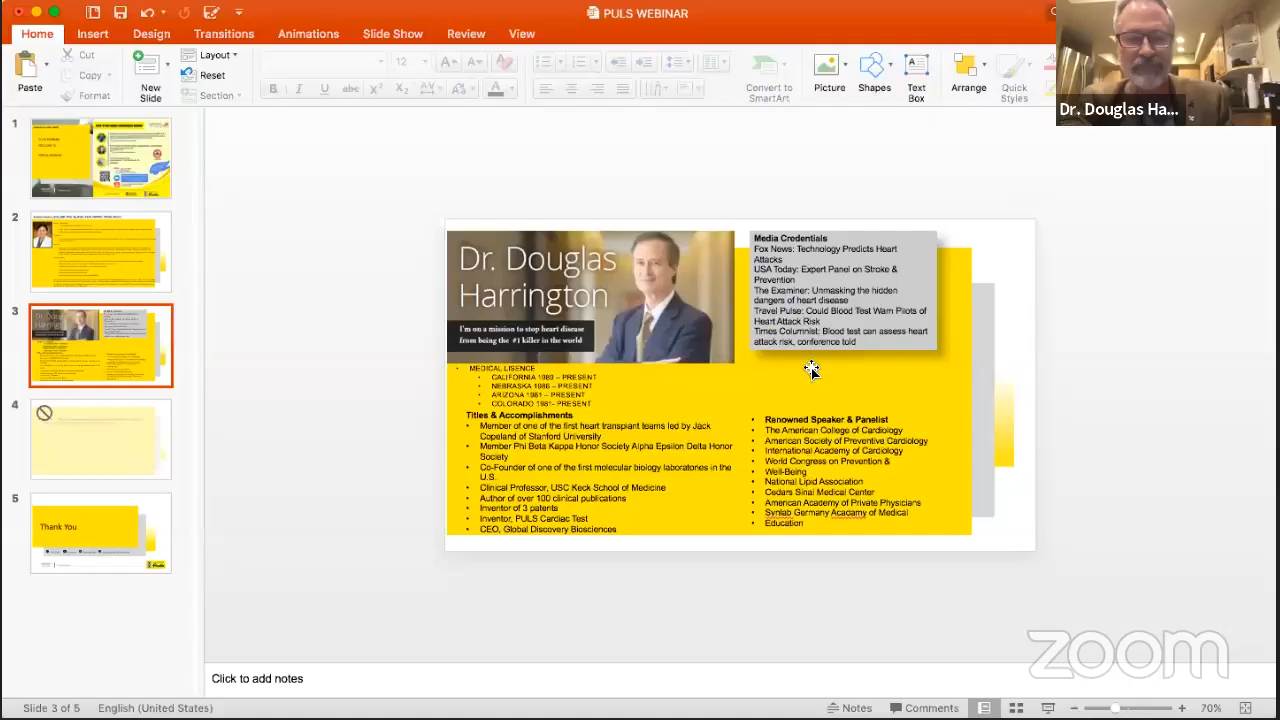 PULS WEBINAR
Home Insert Design Transitions Animations Slide Show Review View
Paste
Cut
Copy
Format
New Slide
Layout
Reset
Section
12
Convert to SmartArt
Picture
Shapes
Text Box
Arrange
Quick Styles
Dr. Douglas Ha...
1
2
3
4
5
Thank You
Dr. Douglas
Harrington
I'm on a mission to stop heart disease
from being the #1 killer in the world
Media Credentials
Fox News: Technology Predicts Heart
Attacks
USA Today: Expert Panel on Stroke &
Prevention
The Examiner: Unmasking the hidden
dangers of heart disease
Travel Pulse: Could Blood Test Warn Pilots of
Heart Attack Risk
Times Columnist: Blood test can assess heart
attack risk, conference told
• MEDICAL LISENCE
• CALIFORNIA 1989 – PRESENT
• NEBRASKA 1986 – PRESENT
• ARIZONA 1981 – PRESENT
• COLORADO 1981- PRESENT
Titles & Accomplishments
• Member of one of the first heart transplant teams led by Jack
Copeland of Stanford University
• Member Phi Beta Kappa Honor Society Alpha Epsilon Delta Honor
Society
• Co-Founder of one of the first molecular biology laboratories in the
U.S.
• Clinical Professor, USC Keck School of Medicine
• Author of over 100 clinical publications
• Inventor of 3 patents
• Inventor, PULS Cardiac Test
• CEO, Global Discovery Biosciences
• Renowned Speaker & Panelist
• The American College of Cardiology
• American Society of Preventive Cardiology
• International Academy of Cardiology
• World Congress on Prevention &
• Well-Being
• National Lipid Association
• Cedars Sinai Medical Center
• American Academy of Private Physicians
• Synlab Germany Acadamy of Medical
• Education
zoom
Click to add notes
Slide 3 of 5 English (United States) Notes Comments 70%